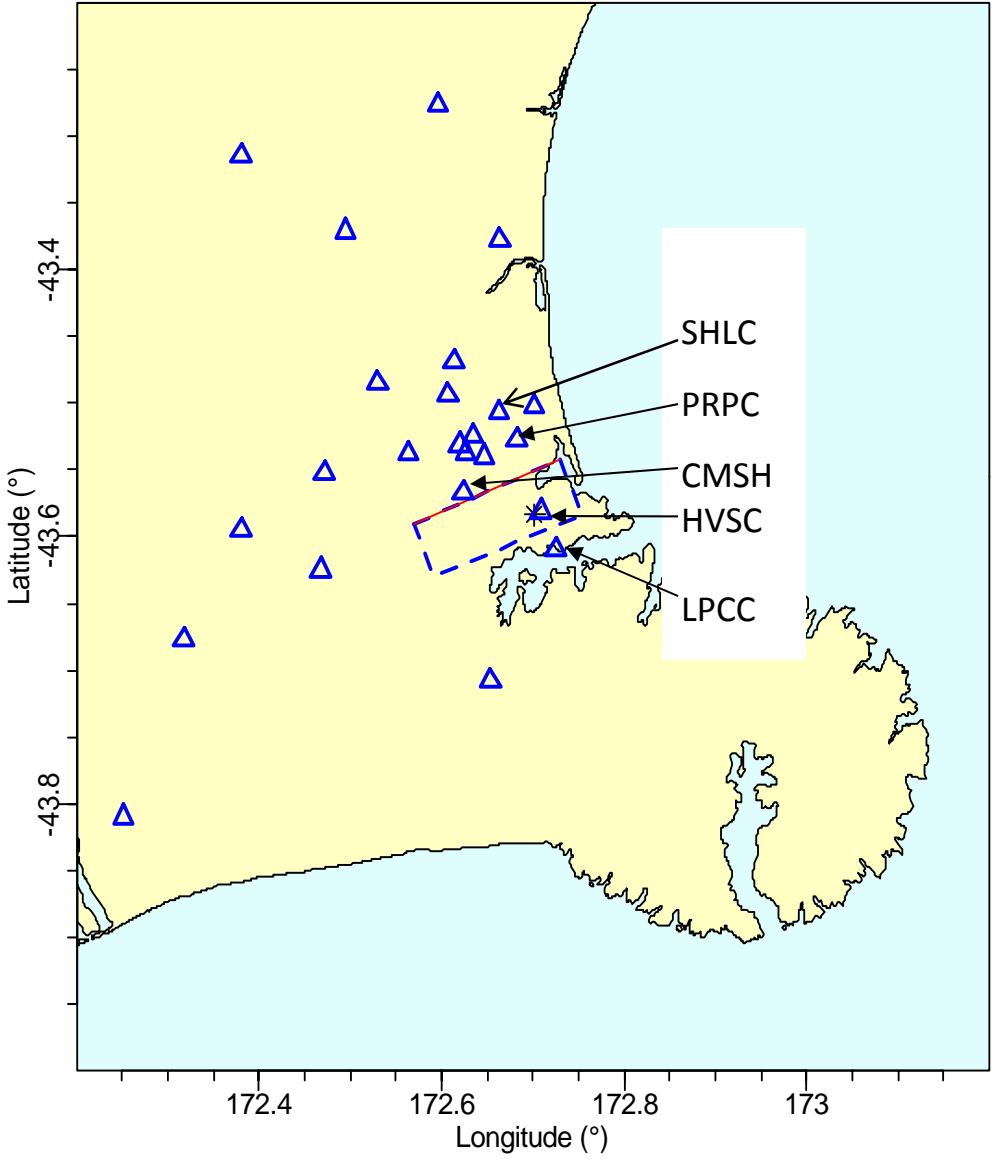 -43.4
SHLC
PRPC
CMSH
HVSC
-43.6
LPCC
Latitude (°)
-43.8
172.4
172.6
172.8
173
Longitude (°)